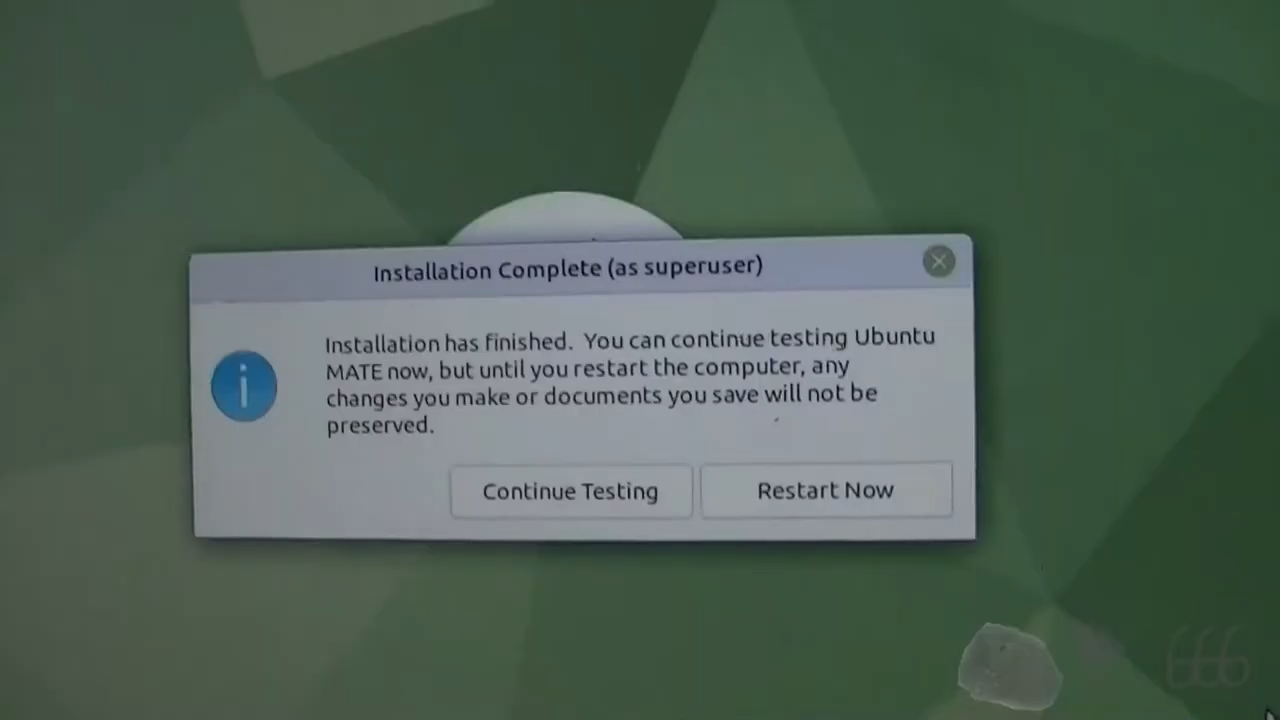 Installation Complete (as superuser)
Installation has finished. You can continue testing Ubuntu
MATE now, but until you restart the computer, any
changes you make or documents you save will not be
preserved.
Continue Testing
Restart Now
666